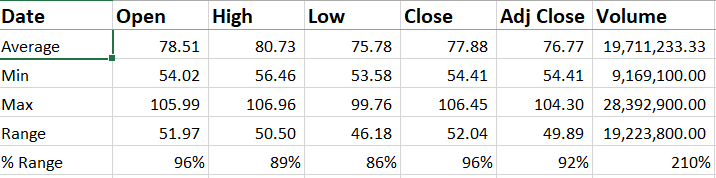 Date Open High Low Close Adj Close Volume
Average 78.51 80.73 75.78 77.88 76.77 19,711,233.33
Min 54.02 56.46 53.58 54.41 54.41 9,169,100.00
Max 105.99 106.96 99.76 106.45 104.30 28,392,900.00
Range 51.97 50.50 46.18 52.04 49.89 19,223,800.00
% Range 96% 89% 86% 96% 92% 210%